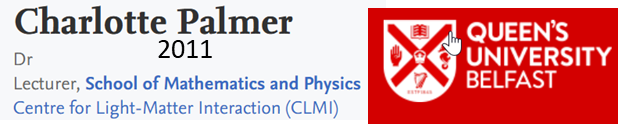 Charlotte Palmer
2011
Dr
Lecturer, School of Mathematics and Physics
Centre for Light-Matter Interaction (CLMI)
QUEEN'S
UNIVERSITY
BELFAST